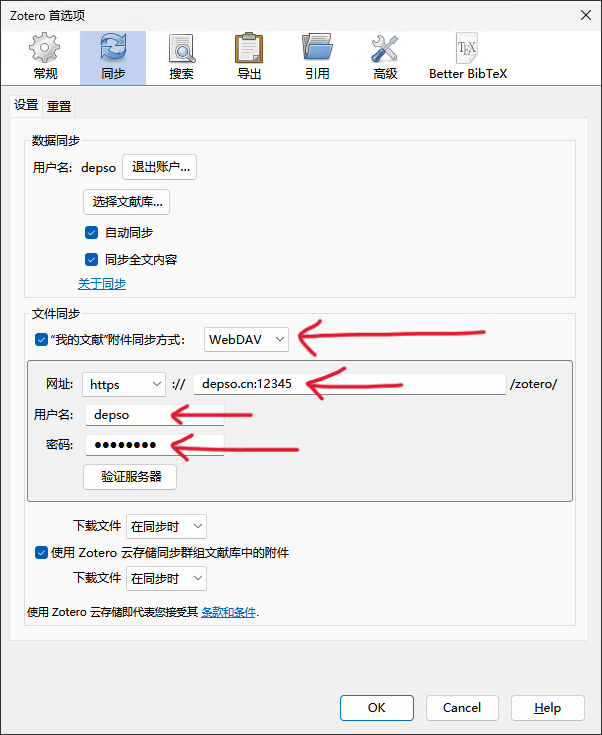 Zotero 首选项
常规 同步 搜索 导出 引用 高级 Better BibTeX
设置 重置
数据同步
用户名: depso 退出账户...
选择文献库...
自动同步
同步全文内容
关于同步
文件同步
“我的文献”附件同步方式: WebDAV
网址: https :// depso.cn:12345 /zotero/
用户名: depso
密码: ●●●●●●●●
验证服务器
下载文件 在同步时
使用 Zotero 云存储同步群组文献库中的附件
下载文件 在同步时
使用 Zotero 云存储即代表您接受其 条款和条件.
OK Cancel Help